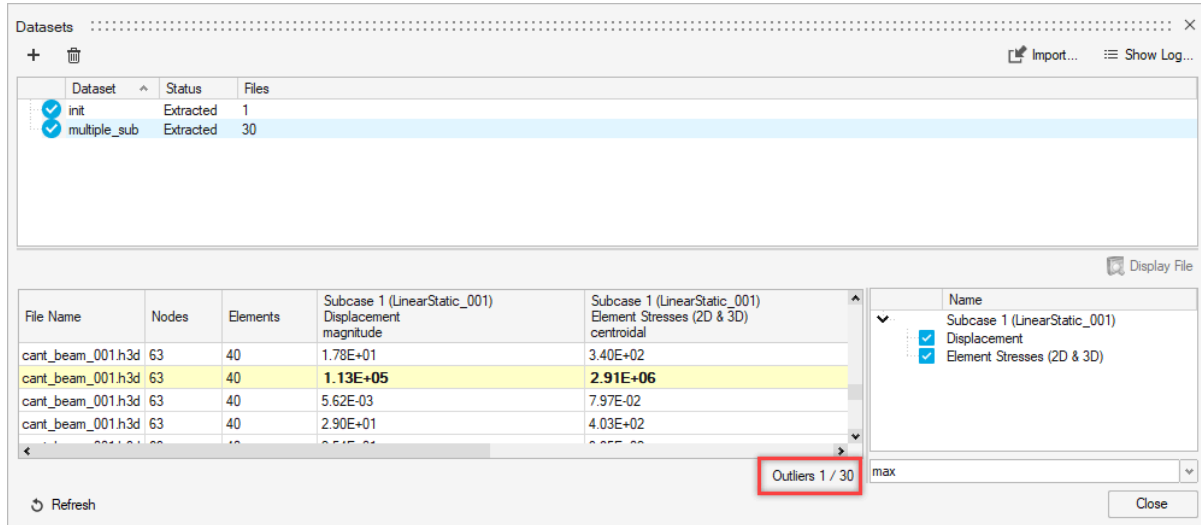 Datasets
Import... Show Log...
Dataset Status Files
init Extracted 1
multiple_sub Extracted 30
Display File
File Name Nodes Elements Subcase 1 (LinearStatic_001) Subcase 1 (LinearStatic_001)
Displacement Element Stresses (2D & 3D)
magnitude centroidal
cant_beam_001.h3d 63 40 1.78E+01 3.40E+02
cant_beam_001.h3d 63 40 1.13E+05 2.91E+06
cant_beam_001.h3d 63 40 5.62E-03 7.97E-02
cant_beam_001.h3d 63 40 2.90E+01 4.03E+02
Name
Subcase 1 (LinearStatic_001)
Displacement
Element Stresses (2D & 3D)
Outliers 1 / 30
max
Refresh
Close